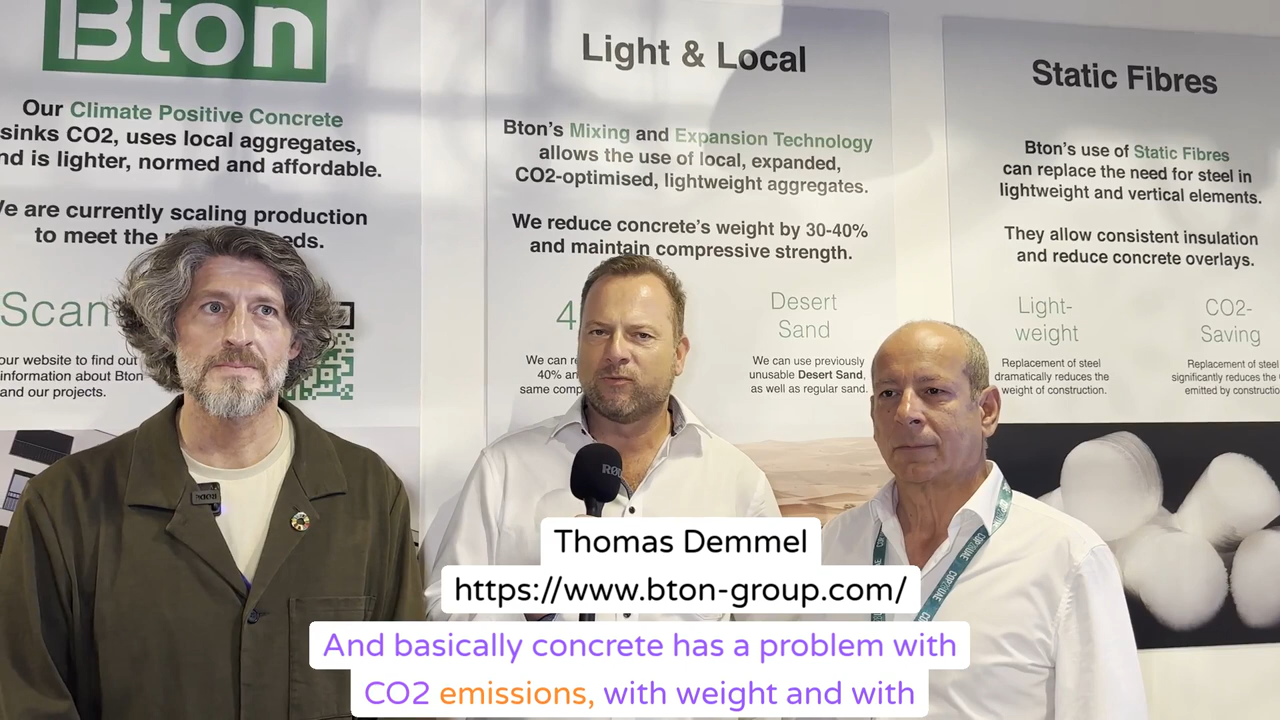 Bton
Our Climate Positive Concrete
sinks CO2, uses local aggregates,
nd is lighter, normed and affordable.
e are currently scaling production
to meet the
eds.
Scan
our website to find out
information about Bton
and our projects.
Light & Local
Bton's Mixing and Expansion Technology
allows the use of local, expanded,
CO2-optimised, lightweight aggregates.
We reduce concrete's weight by 30-40%
and maintain compressive strength.
4
We can re
40% ar
same comp
Desert
Sand
We can use previously
unusable Desert Sand,
as well as regular sand.
Static Fibres
Bton's use of Static Fibres
can replace the need for steel in
lightweight and vertical elements.
They allow consistent insulation
and reduce concrete overlays.
Light-
weight
Replacement of steel
dramatically reduces the
weight of construction.
CO2-
Saving
Replacement of steel
significantly reduces the
emitted by constructio
RØDE
Thomas Demmel
https://www.bton-group.com/
And basically concrete has a problem with
CO2 emissions, with weight and with